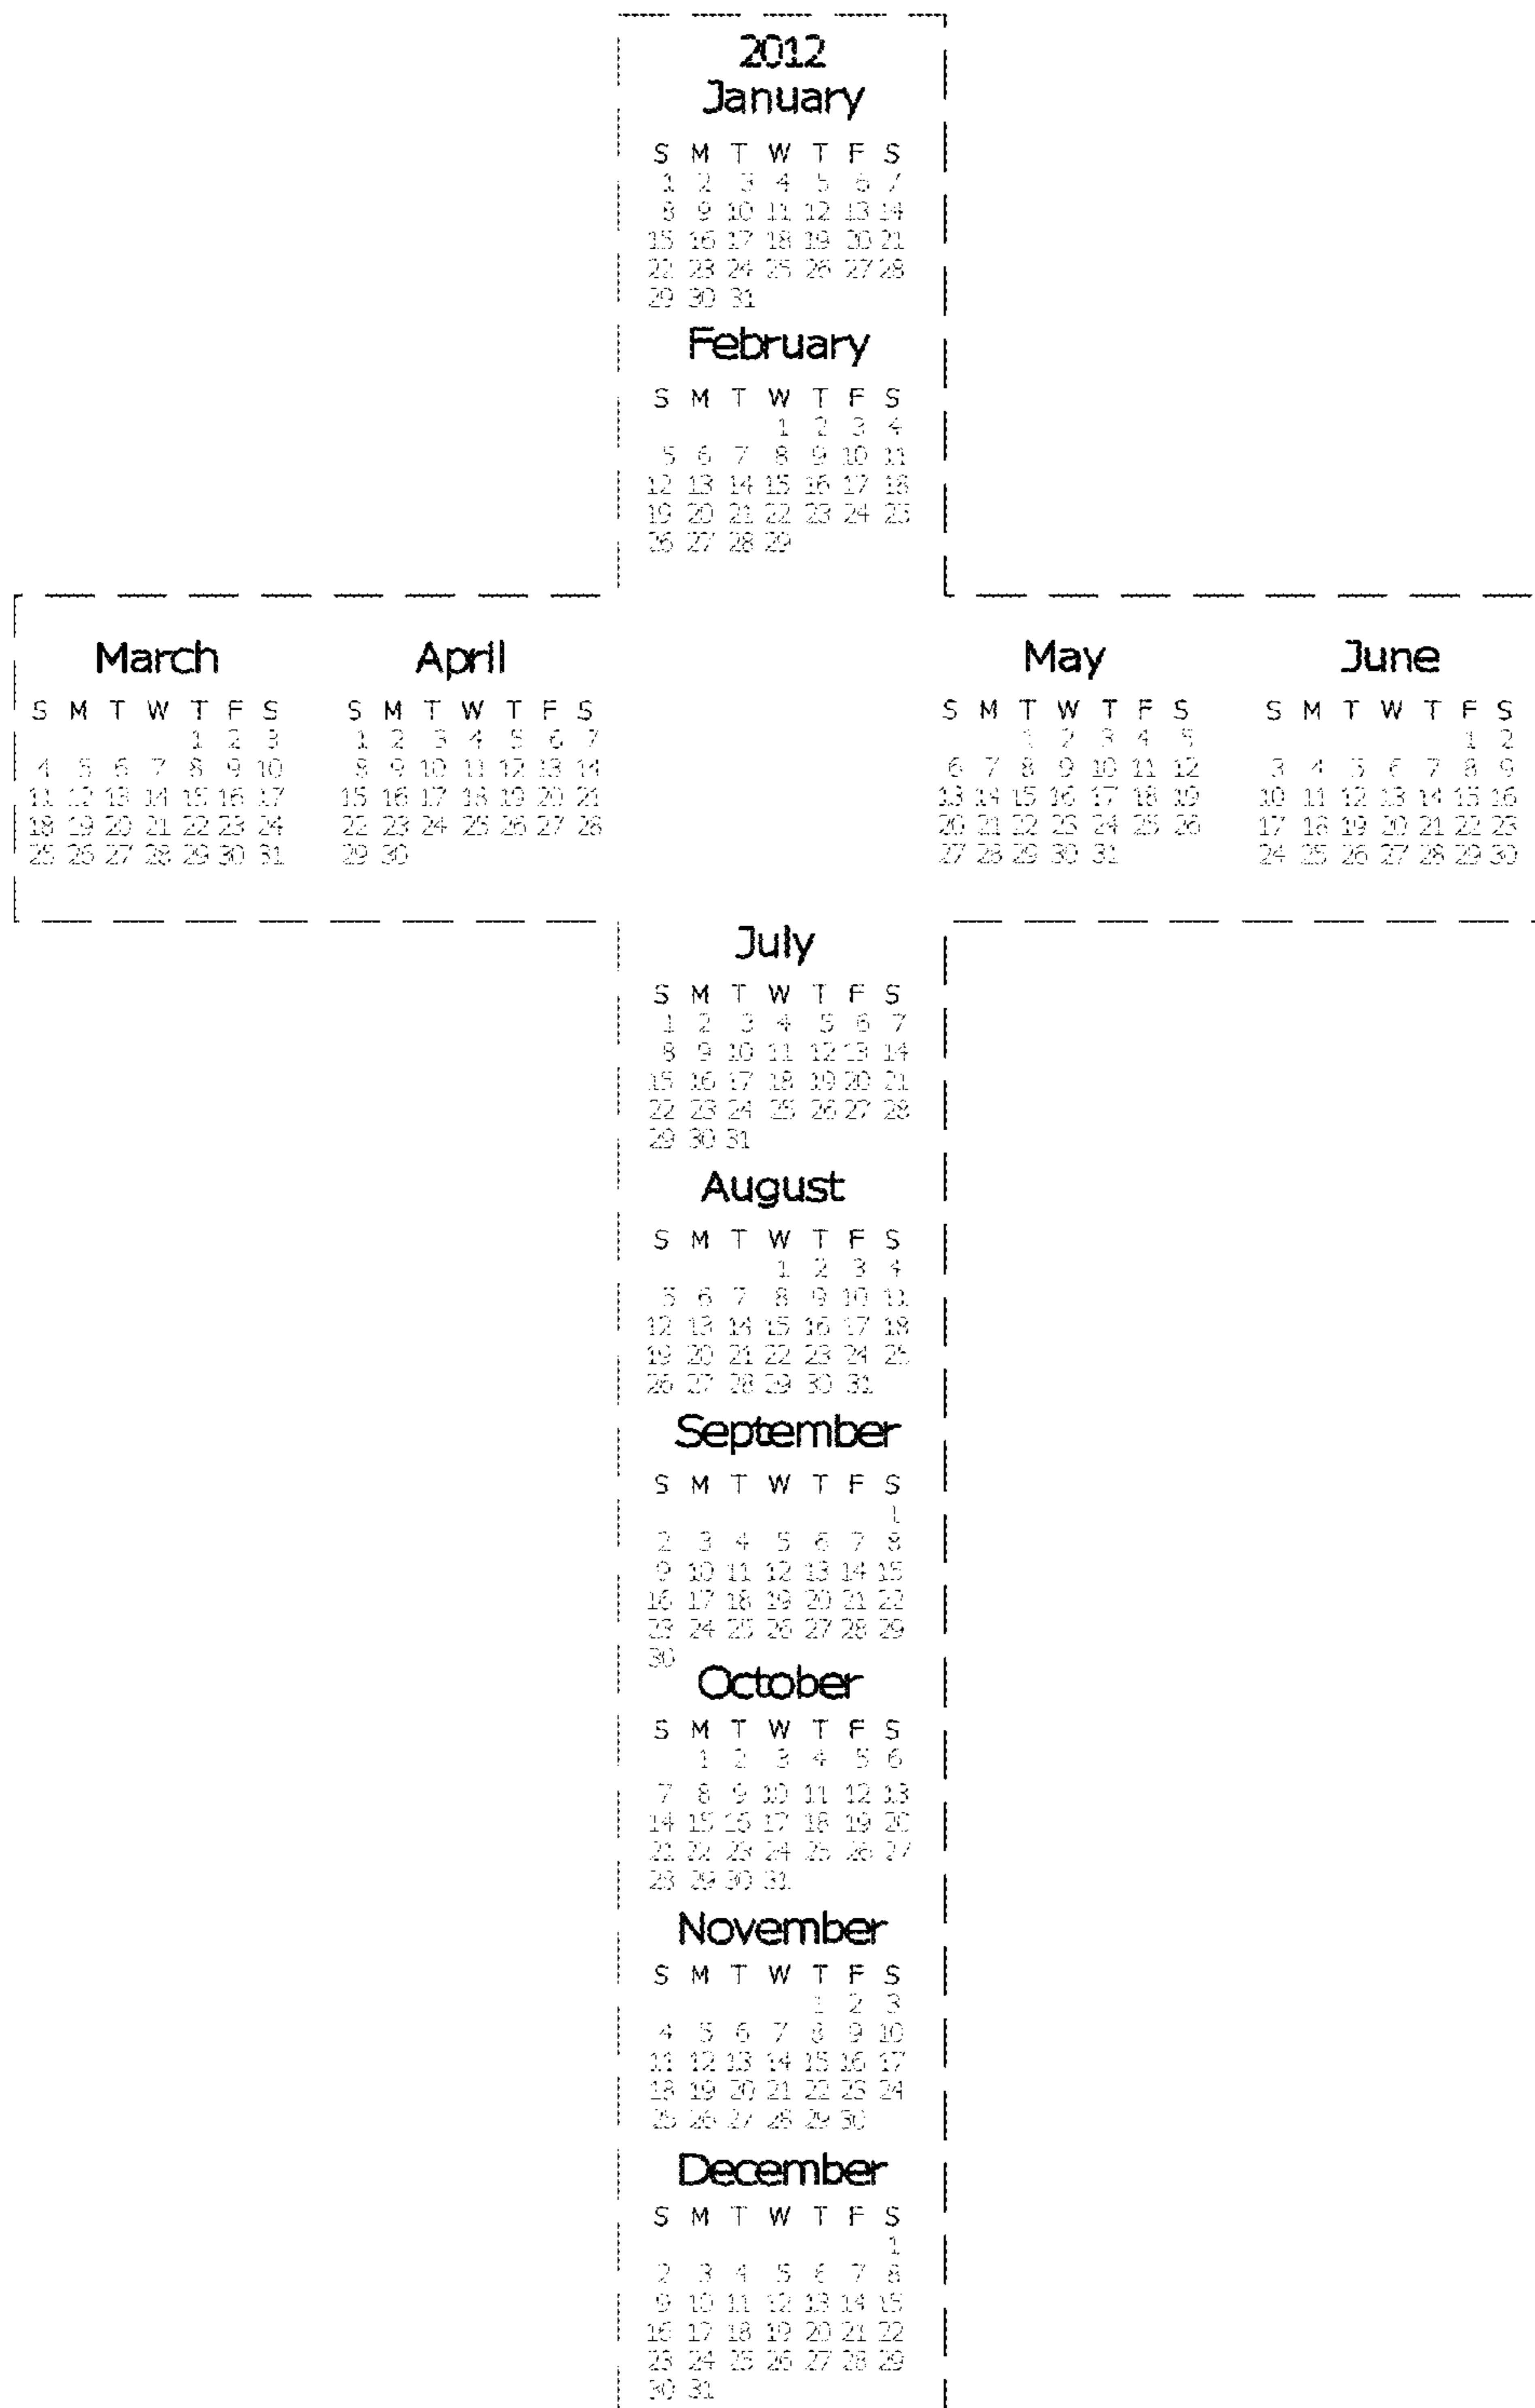 2012
January
S M T W T F S
1 2 3 4 5 6 7
8 9 10 11 12 13 14
15 16 17 18 19 20 21
22 23 24 25 26 27 28
29 30 31
February
S M T W T F S
1 2 3 4
5 6 7 8 9 10 11
12 13 14 15 16 17 18
19 20 21 22 23 24 25
26 27 28 29
March
S M T W T F S
1 2 3
4 5 6 7 8 9 10
11 12 13 14 15 16 17
18 19 20 21 22 23 24
25 26 27 28 29 30 31
April
S M T W T F S
1 2 3 4 5 6 7
8 9 10 11 12 13 14
15 16 17 18 19 20 21
22 23 24 25 26 27 28
29 30
May
S M T W T F S
1 2 3 4 5
6 7 8 9 10 11 12
13 14 15 16 17 18 19
20 21 22 23 24 25 26
27 28 29 30 31
June
S M T W T F S
1 2
3 4 5 6 7 8 9
10 11 12 13 14 15 16
17 18 19 20 21 22 23
24 25 26 27 28 29 30
July
S M T W T F S
1 2 3 4 5 6 7
8 9 10 11 12 13 14
15 16 17 18 19 20 21
22 23 24 25 26 27 28
29 30 31
August
S M T W T F S
1 2 3 4
5 6 7 8 9 10 11
12 13 14 15 16 17 18
19 20 21 22 23 24 25
26 27 28 29 30 31
September
S M T W T F S
1
2 3 4 5 6 7 8
9 10 11 12 13 14 15
16 17 18 19 20 21 22
23 24 25 26 27 28 29
30
October
S M T W T F S
1 2 3 4 5 6
7 8 9 10 11 12 13
14 15 16 17 18 19 20
21 22 23 24 25 26 27
28 29 30 31
November
S M T W T F S
1 2 3
4 5 6 7 8 9 10
11 12 13 14 15 16 17
18 19 20 21 22 23 24
25 26 27 28 29 30
December
S M T W T F S
1
2 3 4 5 6 7 8
9 10 11 12 13 14 15
16 17 18 19 20 21 22
23 24 25 26 27 28 29
30 31